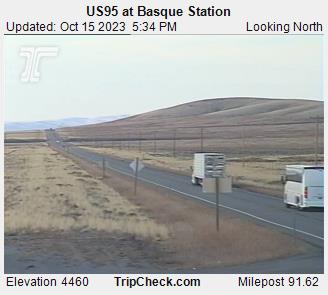 US95 at Basque Station
Updated: Oct 15 2023 5:34 PM Looking North
Elevation 4460 TripCheck.com Milepost 91.62